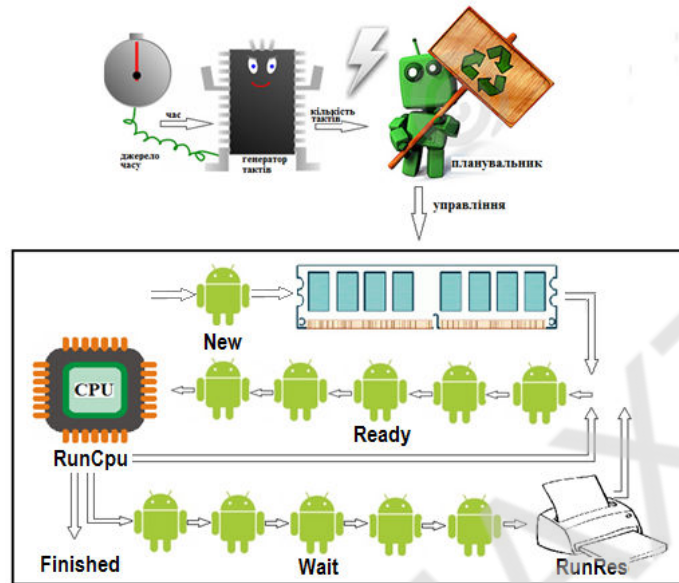 час
кількість
тактів
джерело
часу
генератор
тактів
планувальник
управління
New
CPU
Ready
RunCpu
Finished
Wait
RunRes